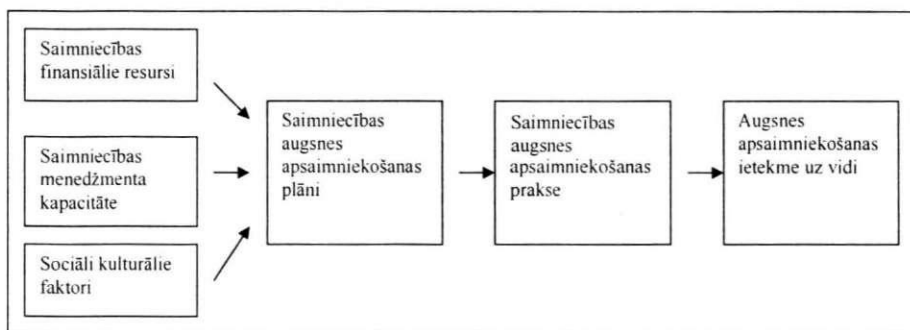 Saimniecības
finansiālie resursi
Saimniecības
menedžmenta
kapacitāte
Sociāli kulturālie
faktori
Saimniecības
augsnes
apsaimniekošanas
plāni
Saimniecības
augsnes
apsaimniekošanas
prakse
Augsnes
apsaimniekošanas
ietekme uz vidi